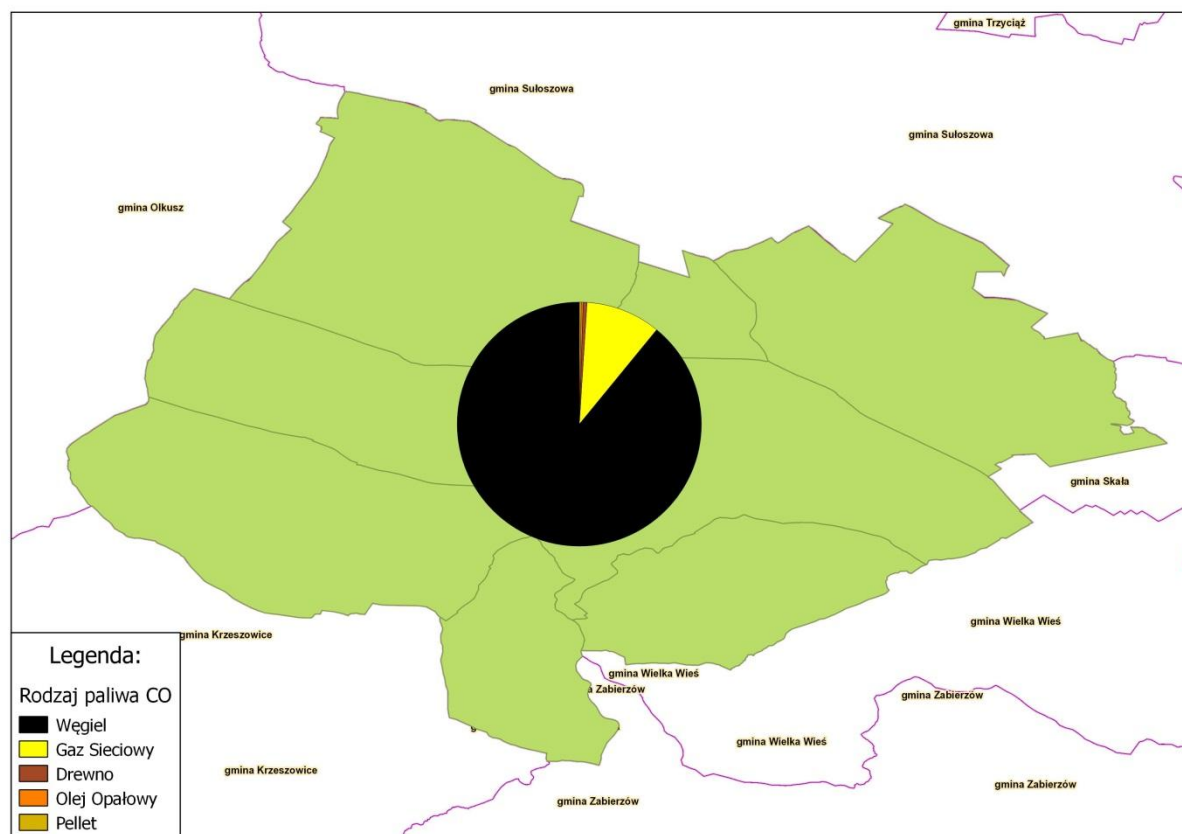 gmina Trzyciąż
gmina Sułoszowa
gmina Sułoszowa
gmina Olkusz
gmina Skała
gmina Wielka Wieś
gmina Krzeszowice
gmina Wielka Wieś
Zabierzów
gmina Zabierzów
gmina Wielka Wieś
gmina Krzeszowice
gmina Zabierzów
gmina Zabierzów
Legenda:
Rodzaj paliwa CO
Węgiel
Gaz Sieciowy
Drewno
Olej Opałowy
Pellet